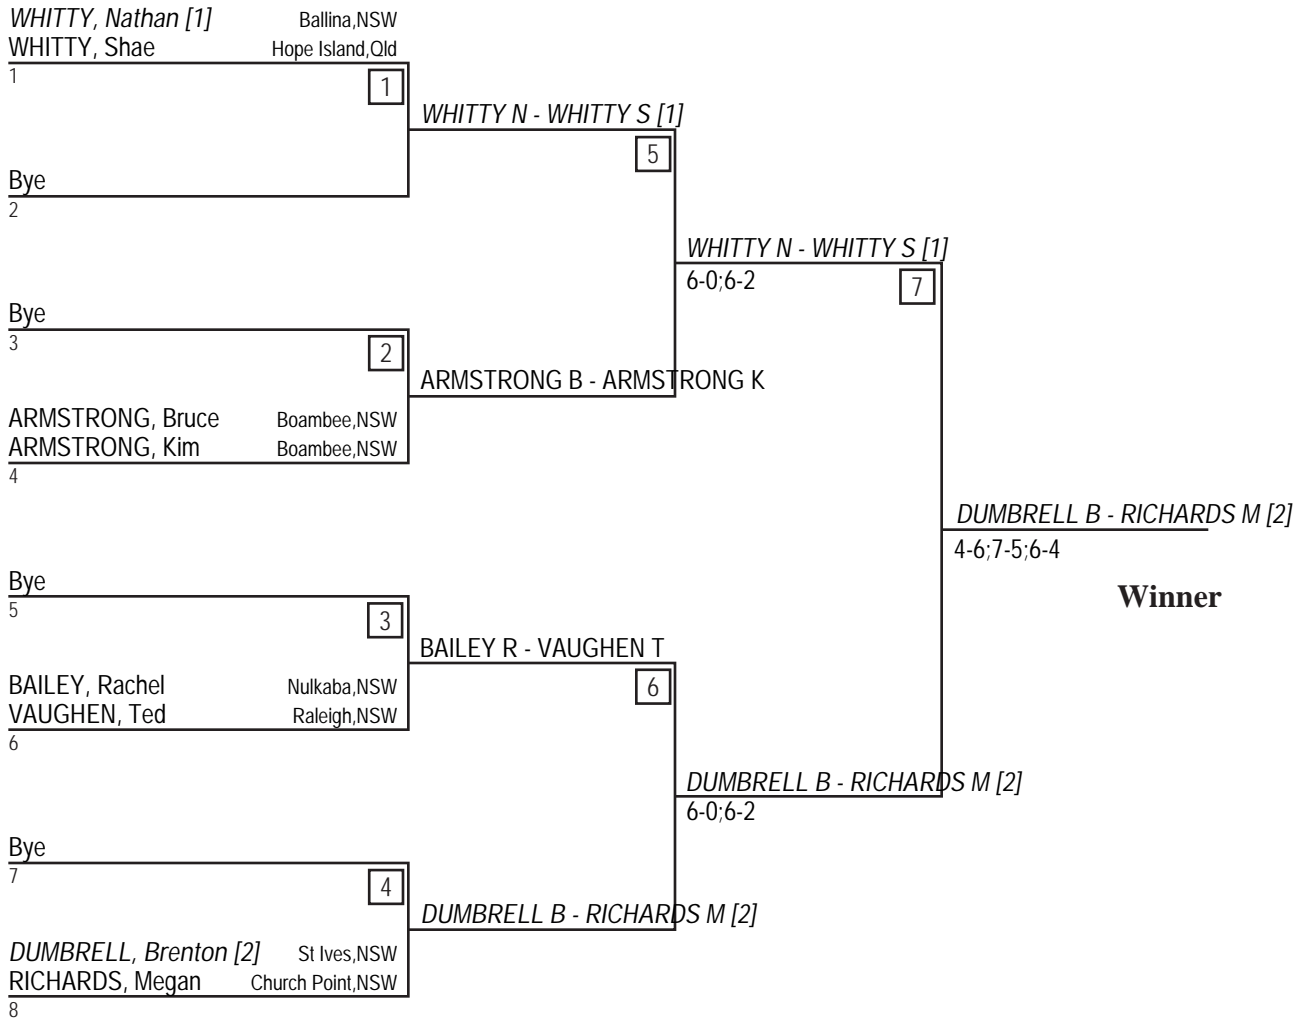 WHITTY, Nathan [1] Ballina,NSW
WHITTY, Shae Hope Island,Qld
1
1
WHITTY N - WHITTY S [1]
5
Bye
2
WHITTY N - WHITTY S [1]
6-0;6-2
7
Bye
3
2
ARMSTRONG B - ARMSTRONG K
ARMSTRONG, Bruce Boambee,NSW
ARMSTRONG, Kim Boambee,NSW
4
DUMBRELL B - RICHARDS M [2]
4-6;7-5;6-4
Winner
Bye
5
3
BAILEY R - VAUGHEN T
6
BAILEY, Rachel Nulkaba,NSW
VAUGHEN, Ted Raleigh,NSW
6
DUMBRELL B - RICHARDS M [2]
6-0;6-2
Bye
7
4
DUMBRELL B - RICHARDS M [2]
DUMBRELL, Brenton [2] St Ives,NSW
RICHARDS, Megan Church Point,NSW
8